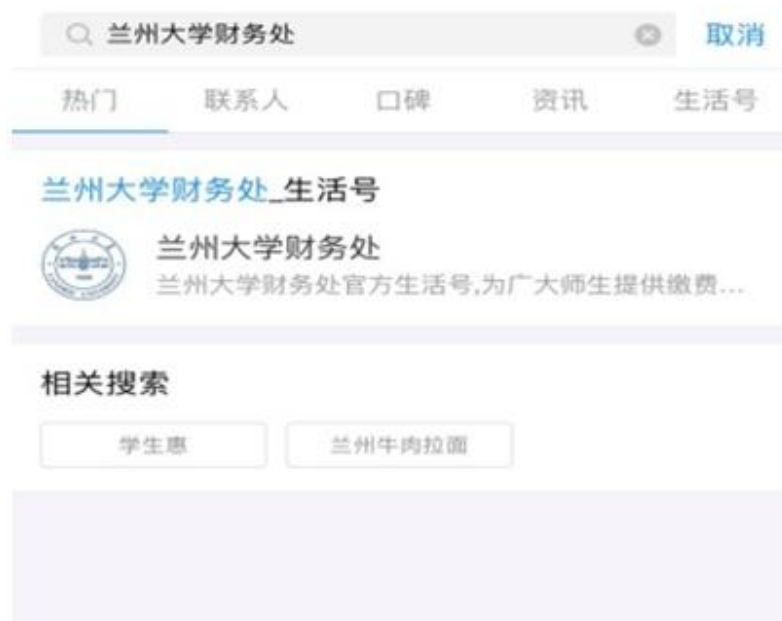 兰州大学财务处 取消
热门 联系人 口碑 资讯 生活号
兰州大学财务处_生活号
兰州大学财务处
兰州大学财务处官方生活号,为广大师生提供缴费...
相关搜索
学生惠 兰州牛肉拉面